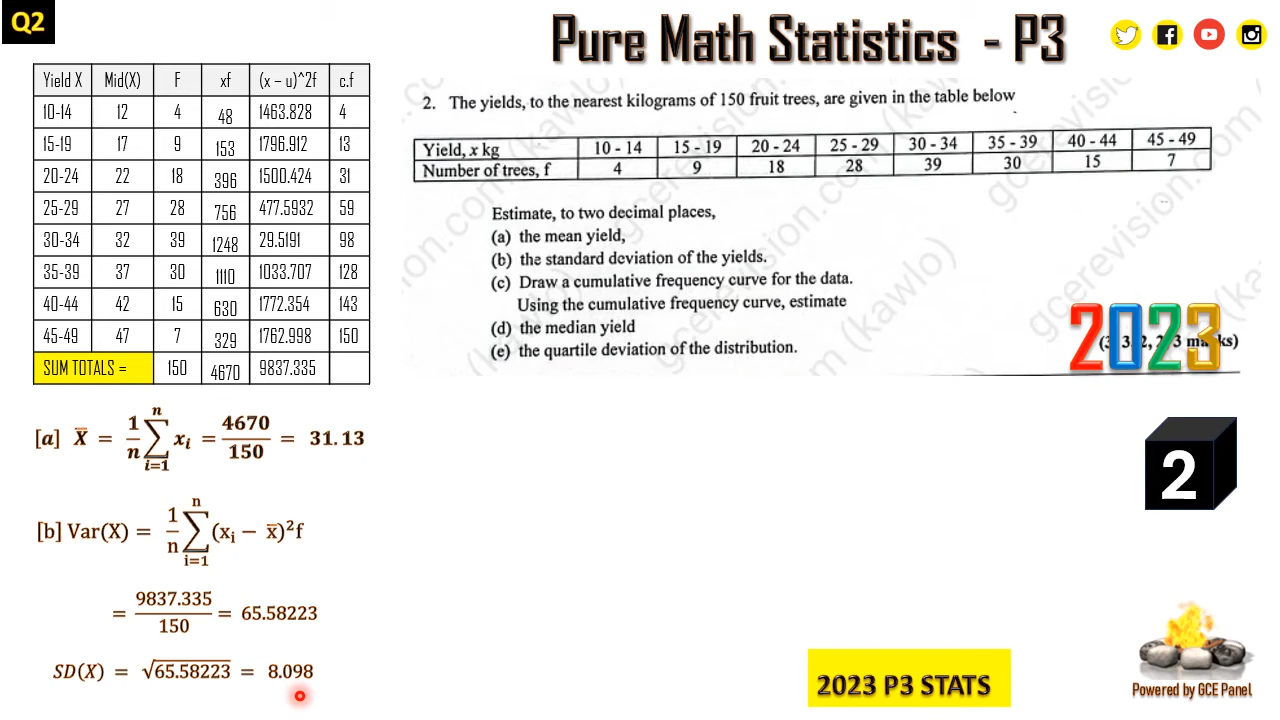 Q2
Pure Math Statistics - P3
Yield X Mid(X) F xf (x – u)^2f c.f
10-14 12 4 48 1463.828 4
15-19 17 9 153 1796.912 13
20-24 22 18 396 1500.424 31
25-29 27 28 756 477.5932 59
30-34 32 39 1248 29.5191 98
35-39 37 30 1110 1033.707 128
40-44 42 15 630 1772.354 143
45-49 47 7 329 1762.998 150
SUM TOTALS = 150 4670 9837.335
[a] X̅ = 1/n ∑_{i=1}^{n} xᵢ = 4670/150 = 31.13
[b] Var(X) = 1/n ∑_{i=1}^{n} (xᵢ − x̅)²f
= 9837.335/150 = 65.58223
SD(X) = √65.58223 = 8.098
2. The yields, to the nearest kilograms of 150 fruit trees, are given in the table below
Yield, x kg 10 - 14 15 - 19 20 - 24 25 - 29 30 - 34 35 - 39 40 - 44 45 - 49
Number of trees, f 4 9 18 28 39 30 15 7
Estimate, to two decimal places,
(a) the mean yield,
(b) the standard deviation of the yields.
(c) Draw a cumulative frequency curve for the data.
Using the cumulative frequency curve, estimate
(d) the median yield
(e) the quartile deviation of the distribution.
2023
gcerevision.com (kawlo)
2
2023 P3 STATS
Powered by GCE Panel